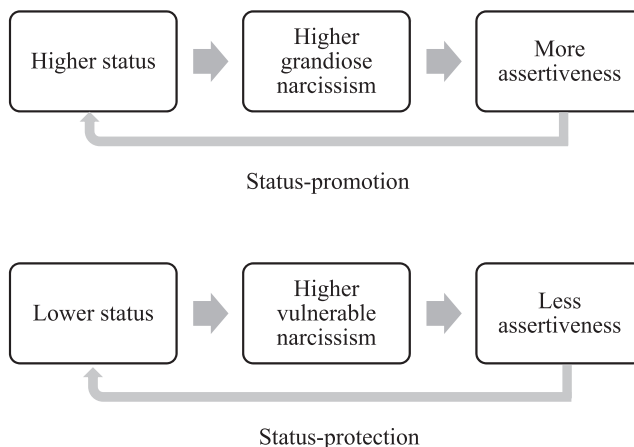 Higher status
Higher
grandiose
narcissism
More
assertiveness
Status-promotion
Lower status
Higher
vulnerable
narcissism
Less
assertiveness
Status-protection